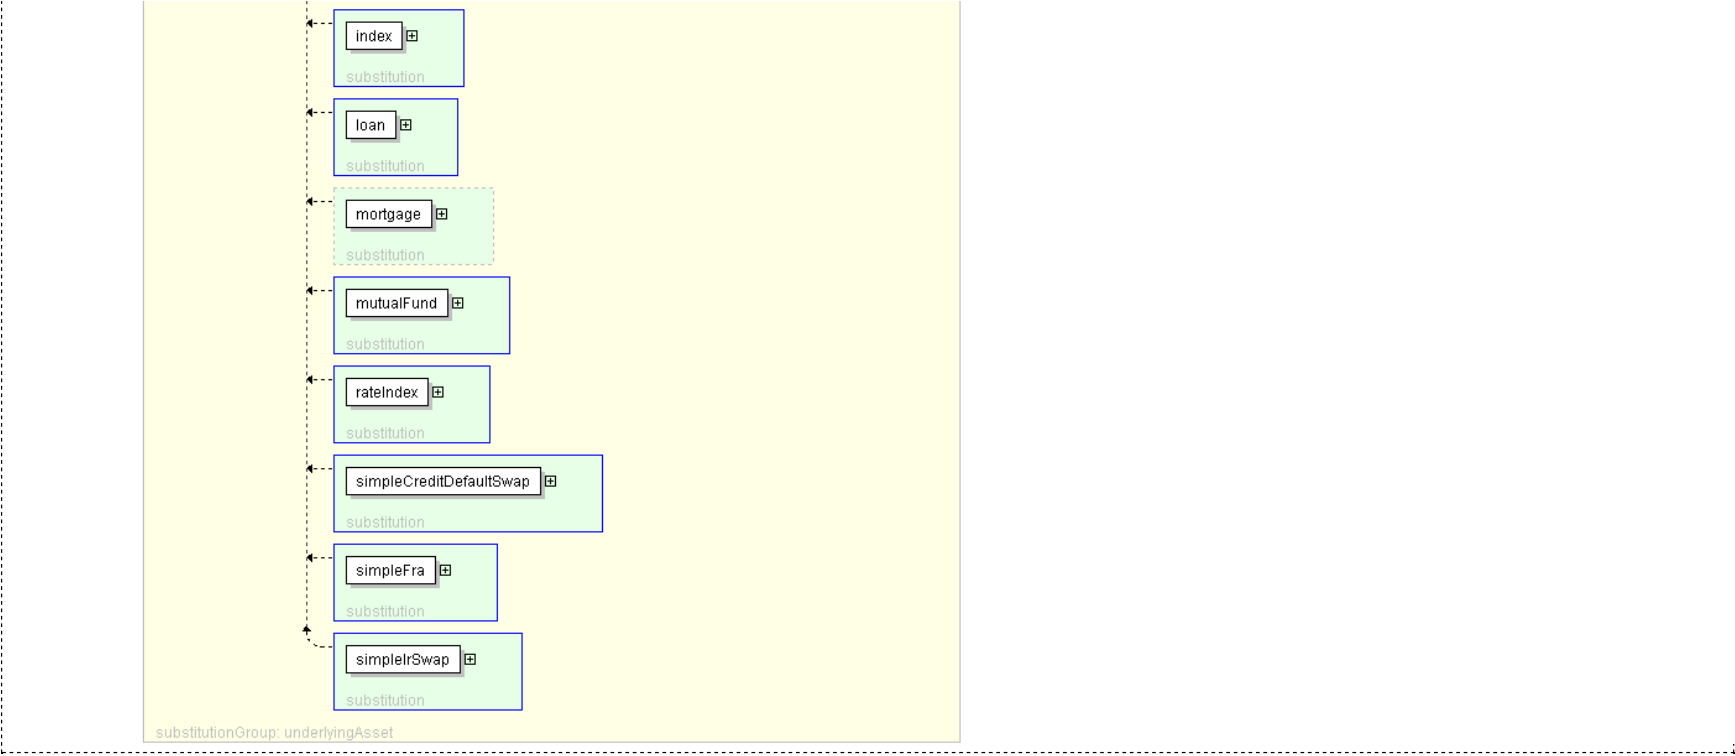 index
substitution
loan
substitution
mortgage
substitution
mutualFund
substitution
rateIndex
substitution
simpleCreditDefaultSwap
substitution
simpleFra
substitution
simpleIrSwap
substitution
substitutionGroup: underlyingAsset